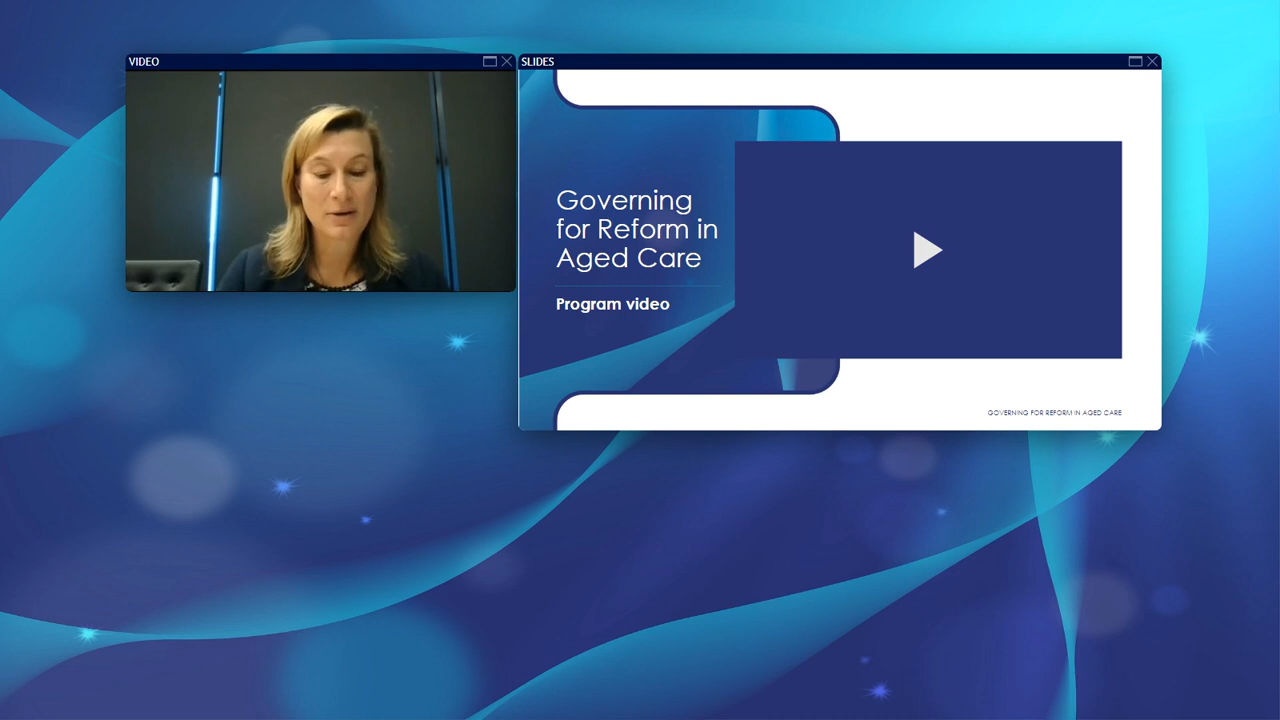 VIDEO
SLIDES
Governing
for Reform in
Aged Care
Program video
GOVERNING FOR REFORM IN AGED CARE